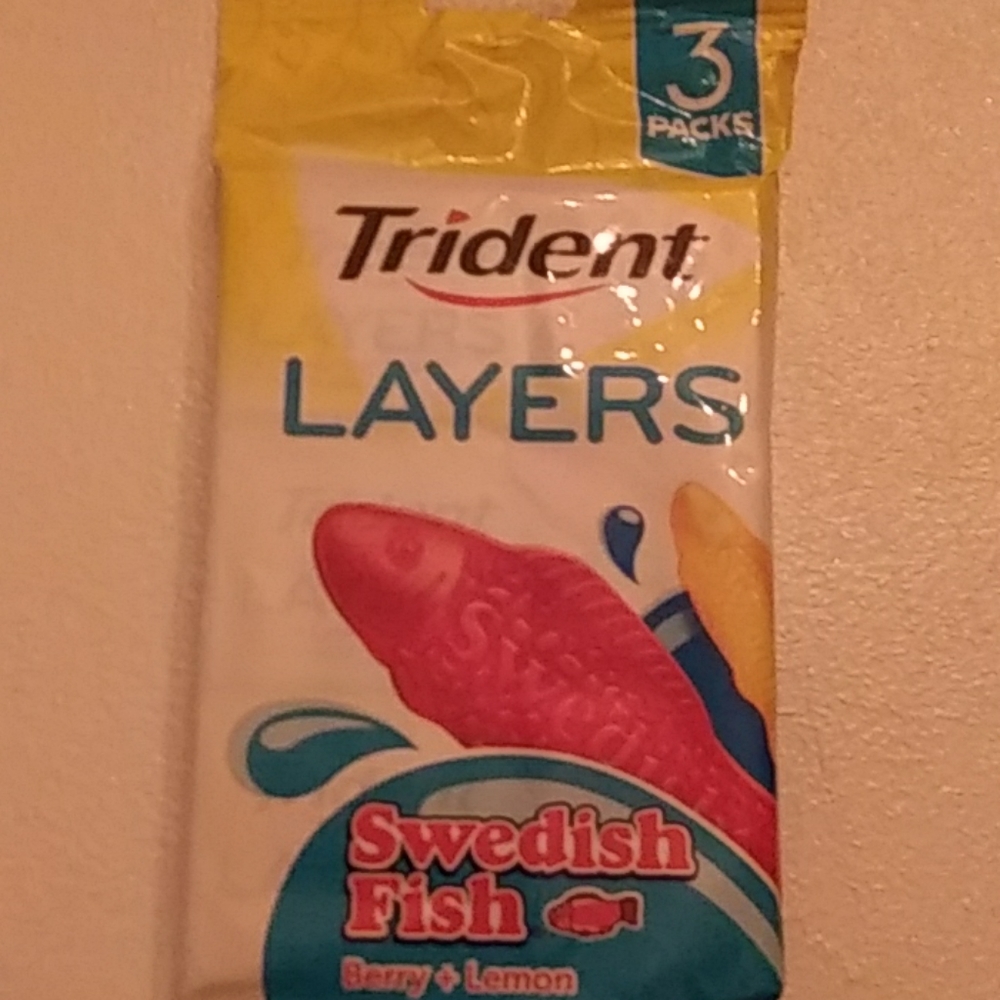 3
PACKS
Trident
LAYERS
Swedish
Swedish
Fish
Berry + Lemon